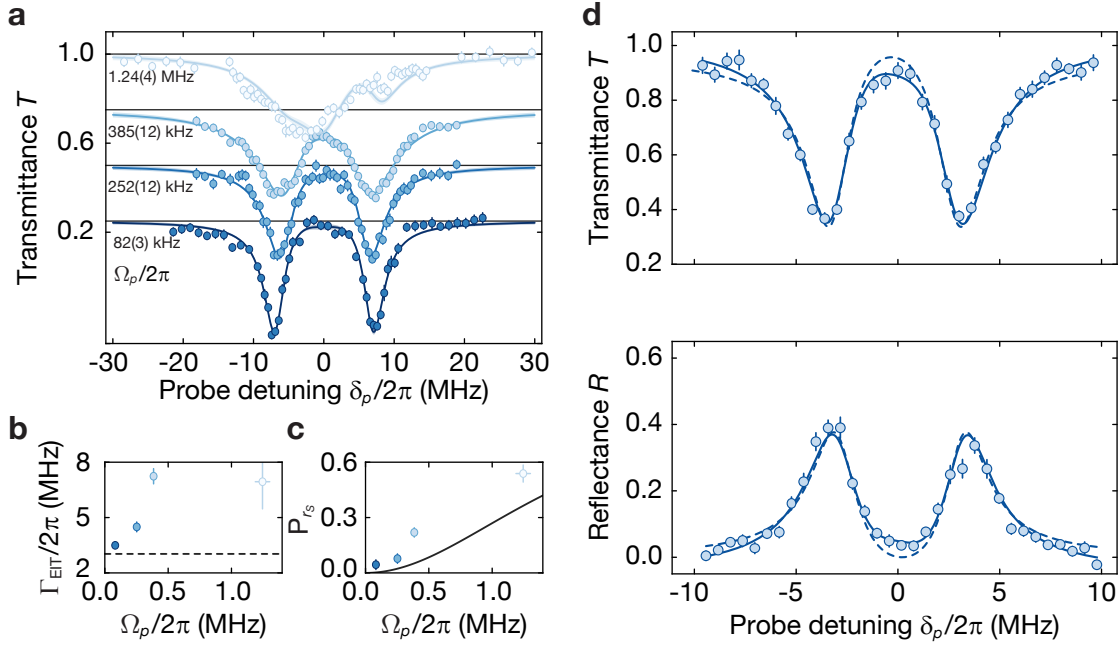 a
Transmittance T
1.0
0.6
0.2
1.24(4) MHz
385(12) kHz
252(12) kHz
82(3) kHz
Ωp/2π
-30 -20 -10 0 10 20 30
Probe detuning δp/2π (MHz)
b
ΓEIT/2π (MHz)
8
5
2
0.0 0.5 1.0
Ωp/2π (MHz)
c
Prs
0.6
0.3
0.0
0.0 0.5 1.0
Ωp/2π (MHz)
d
Transmittance T
1.0
0.8
0.6
0.4
0.2
Reflectance R
0.6
0.4
0.2
0.0
-10 -5 0 5 10
Probe detuning δp/2π (MHz)